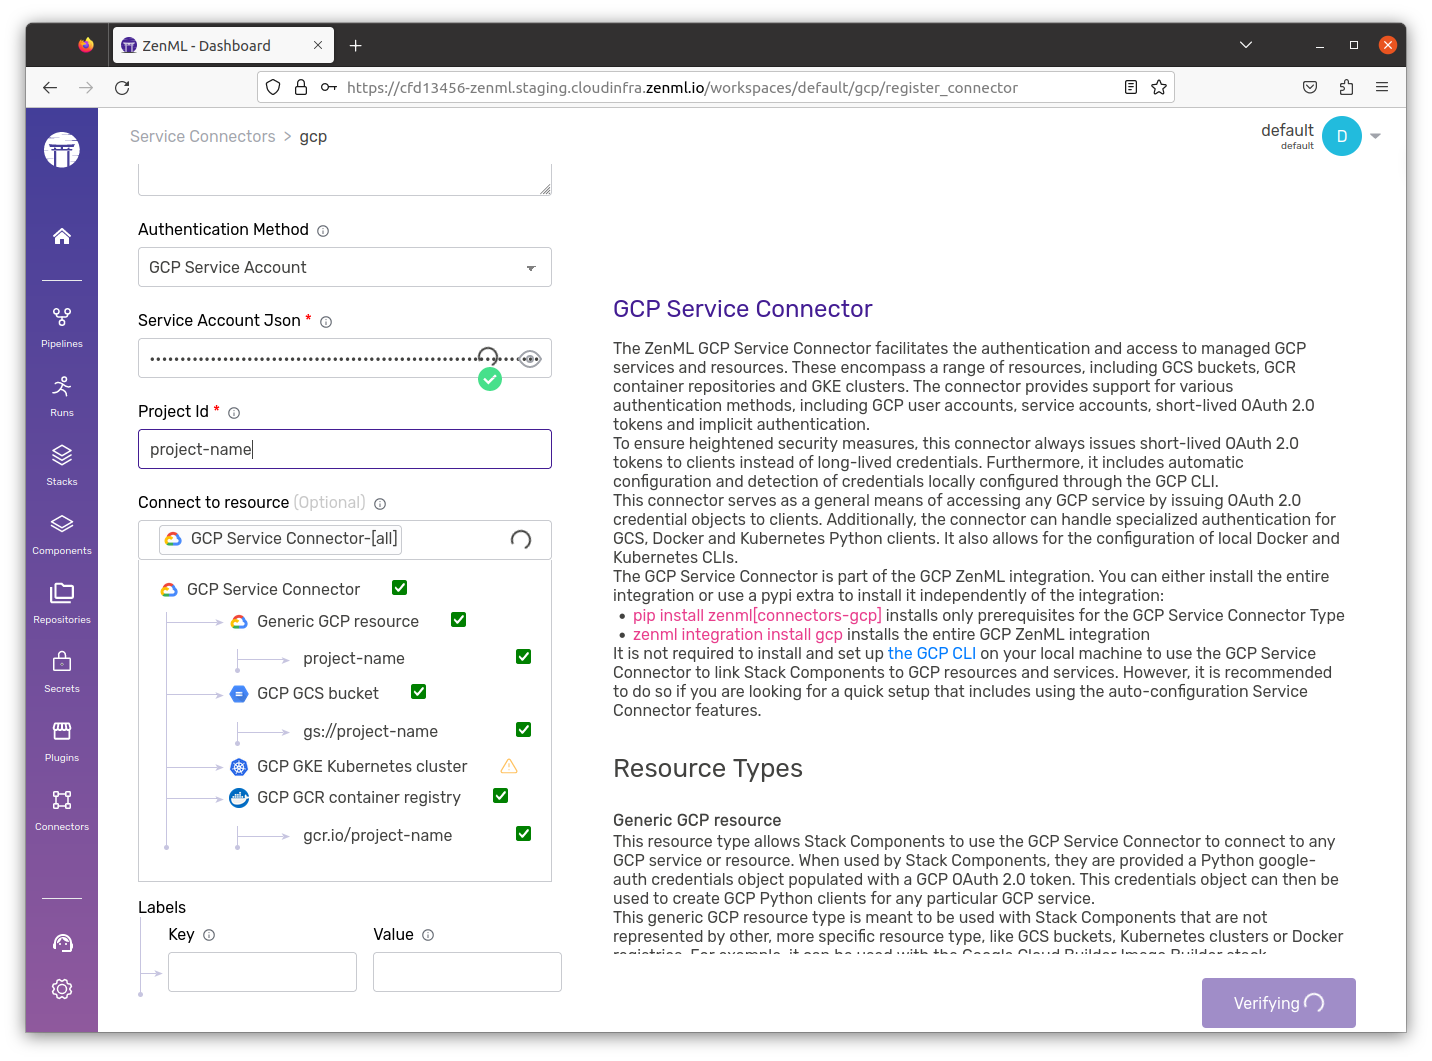 ZenML - Dashboard
https://cfd13456-zenml.staging.cloudinfra.zenml.io/workspaces/default/gcp/register_connector
Service Connectors > gcp
default
default
D
Pipelines
Runs
Stacks
Components
Repositories
Secrets
Plugins
Connectors
Authentication Method
GCP Service Account
Service Account Json *
Project Id *
project-name
Connect to resource (Optional)
GCP Service Connector-[all]
GCP Service Connector
Generic GCP resource
project-name
GCP GCS bucket
gs://project-name
GCP GKE Kubernetes cluster
GCP GCR container registry
gcr.io/project-name
Labels
Key
Value
GCP Service Connector
The ZenML GCP Service Connector facilitates the authentication and access to managed GCP
services and resources. These encompass a range of resources, including GCS buckets, GCR
container repositories and GKE clusters. The connector provides support for various
authentication methods, including GCP user accounts, service accounts, short-lived OAuth 2.0
tokens and implicit authentication.
To ensure heightened security measures, this connector always issues short-lived OAuth 2.0
tokens to clients instead of long-lived credentials. Furthermore, it includes automatic
configuration and detection of credentials locally configured through the GCP CLI.
This connector serves as a general means of accessing any GCP service by issuing OAuth 2.0
credential objects to clients. Additionally, the connector can handle specialized authentication for
GCS, Docker and Kubernetes Python clients. It also allows for the configuration of local Docker and
Kubernetes CLIs.
The GCP Service Connector is part of the GCP ZenML integration. You can either install the entire
integration or use a pypi extra to install it independently of the integration:
• pip install zenml[connectors-gcp] installs only prerequisites for the GCP Service Connector Type
• zenml integration install gcp installs the entire GCP ZenML integration
It is not required to install and set up the GCP CLI on your local machine to use the GCP Service
Connector to link Stack Components to GCP resources and services. However, it is recommended
to do so if you are looking for a quick setup that includes using the auto-configuration Service
Connector features.
Resource Types
Generic GCP resource
This resource type allows Stack Components to use the GCP Service Connector to connect to any
GCP service or resource. When used by Stack Components, they are provided a Python google-
auth credentials object populated with a GCP OAuth 2.0 token. This credentials object can then be
used to create GCP Python clients for any particular GCP service.
This generic GCP resource type is meant to be used with Stack Components that are not
represented by other, more specific resource type, like GCS buckets, Kubernetes clusters or Docker
registries. For example, it can be used with the Google Cloud Builder Image Builder stack
Verifying